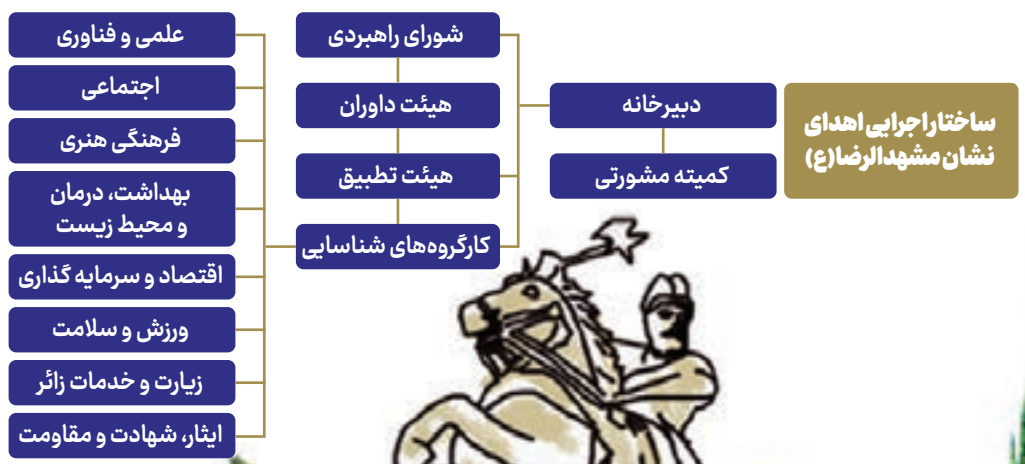 ساختار اجرایی اهدای
نشان مشهدالرضا(ع)
دبیرخانه
کمیته مشورتی
شورای راهبردی
هیئت داوران
هیئت تطبیق
کارگروه‌های شناسایی
علمی و فناوری
اجتماعی
فرهنگی هنری
بهداشت، درمان
و محیط زیست
اقتصاد و سرمایه گذاری
ورزش و سلامت
زیارت و خدمات زائر
ایثار، شهادت و مقاومت